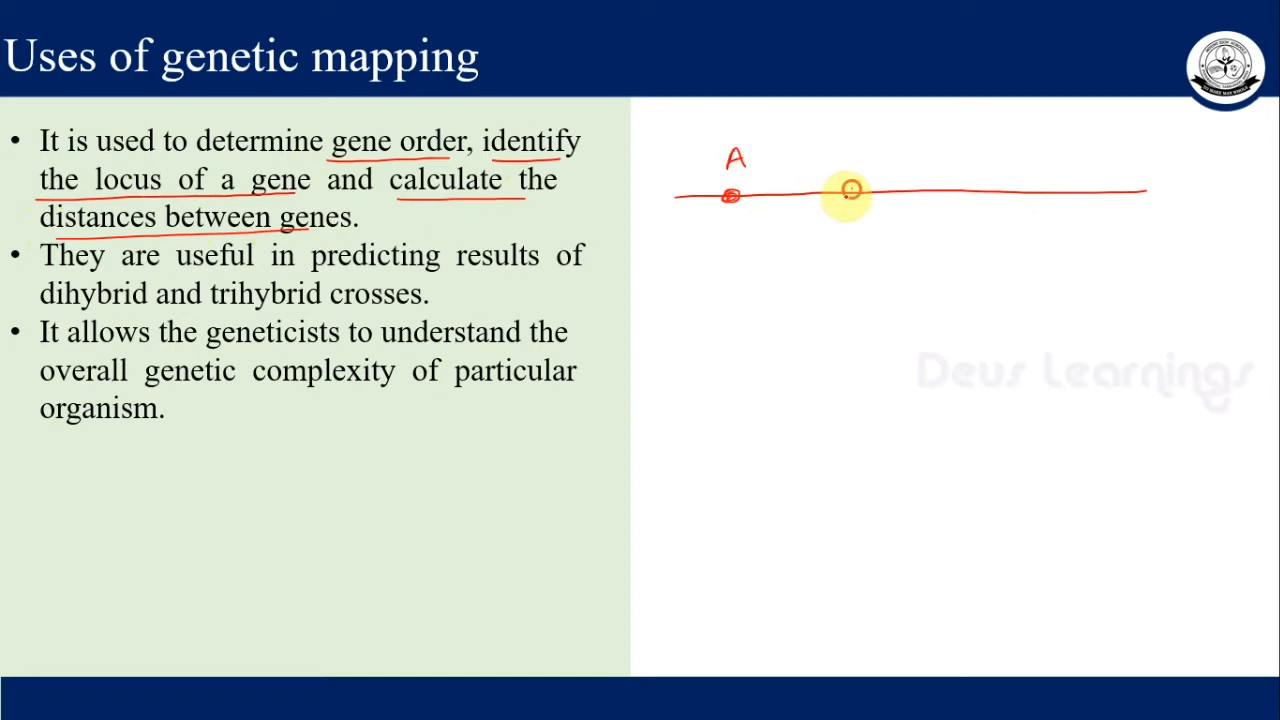 Uses of genetic mapping
• It is used to determine gene order, identify
the locus of a gene and calculate the
distances between genes.
• They are useful in predicting results of
dihybrid and trihybrid crosses.
• It allows the geneticists to understand the
overall genetic complexity of particular
organism.
A
Deus Learnings